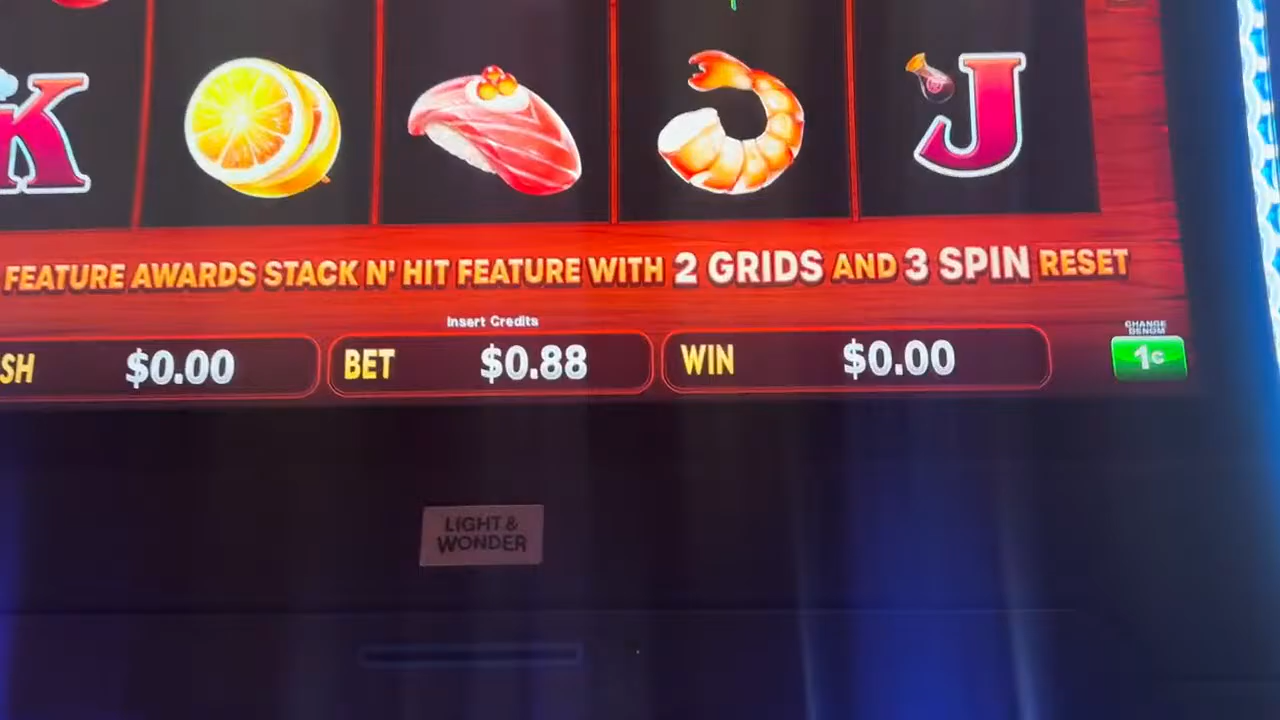 K
J
FEATURE AWARDS STACK N' HIT FEATURE WITH 2 GRIDS AND 3 SPIN RESET
Insert Credits
CHANGE DENOM
SH $0.00 BET $0.88 WIN $0.00 1¢
LIGHT &
WONDER